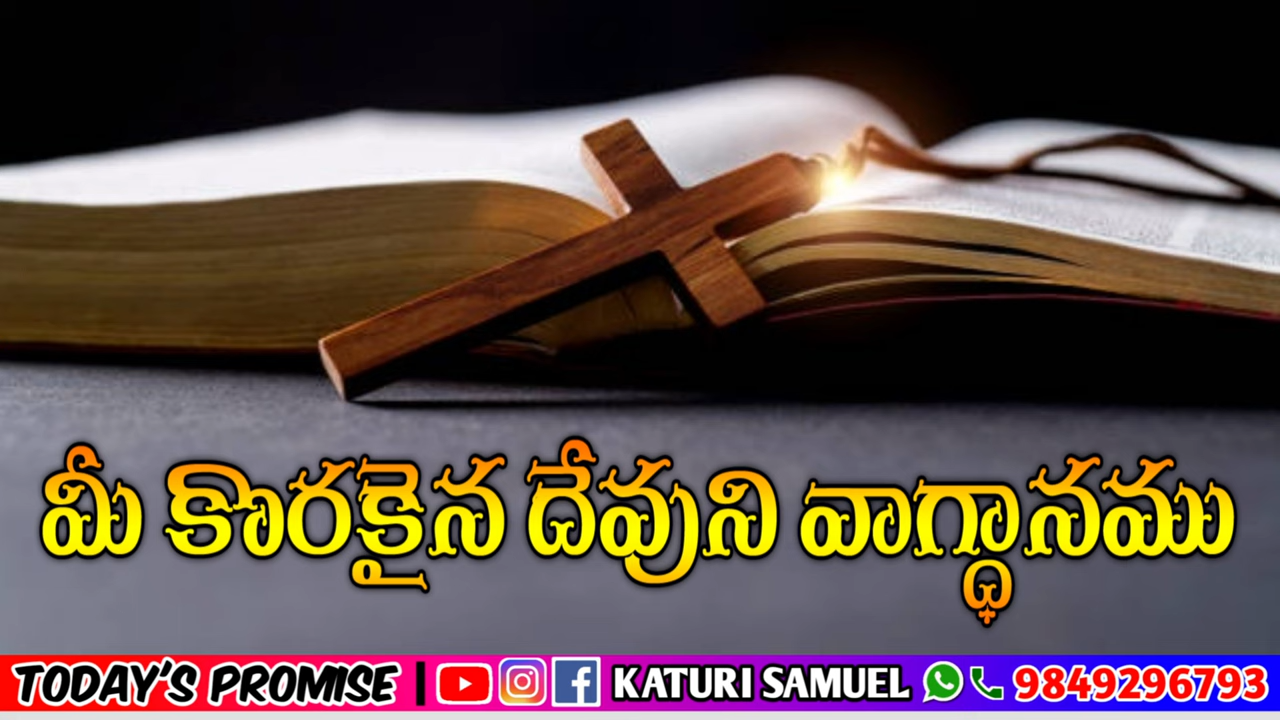 మీ కొరకైన దేవుని వాగ్ధానము
TODAY'S PROMISE | KATURI SAMUEL 9849296793